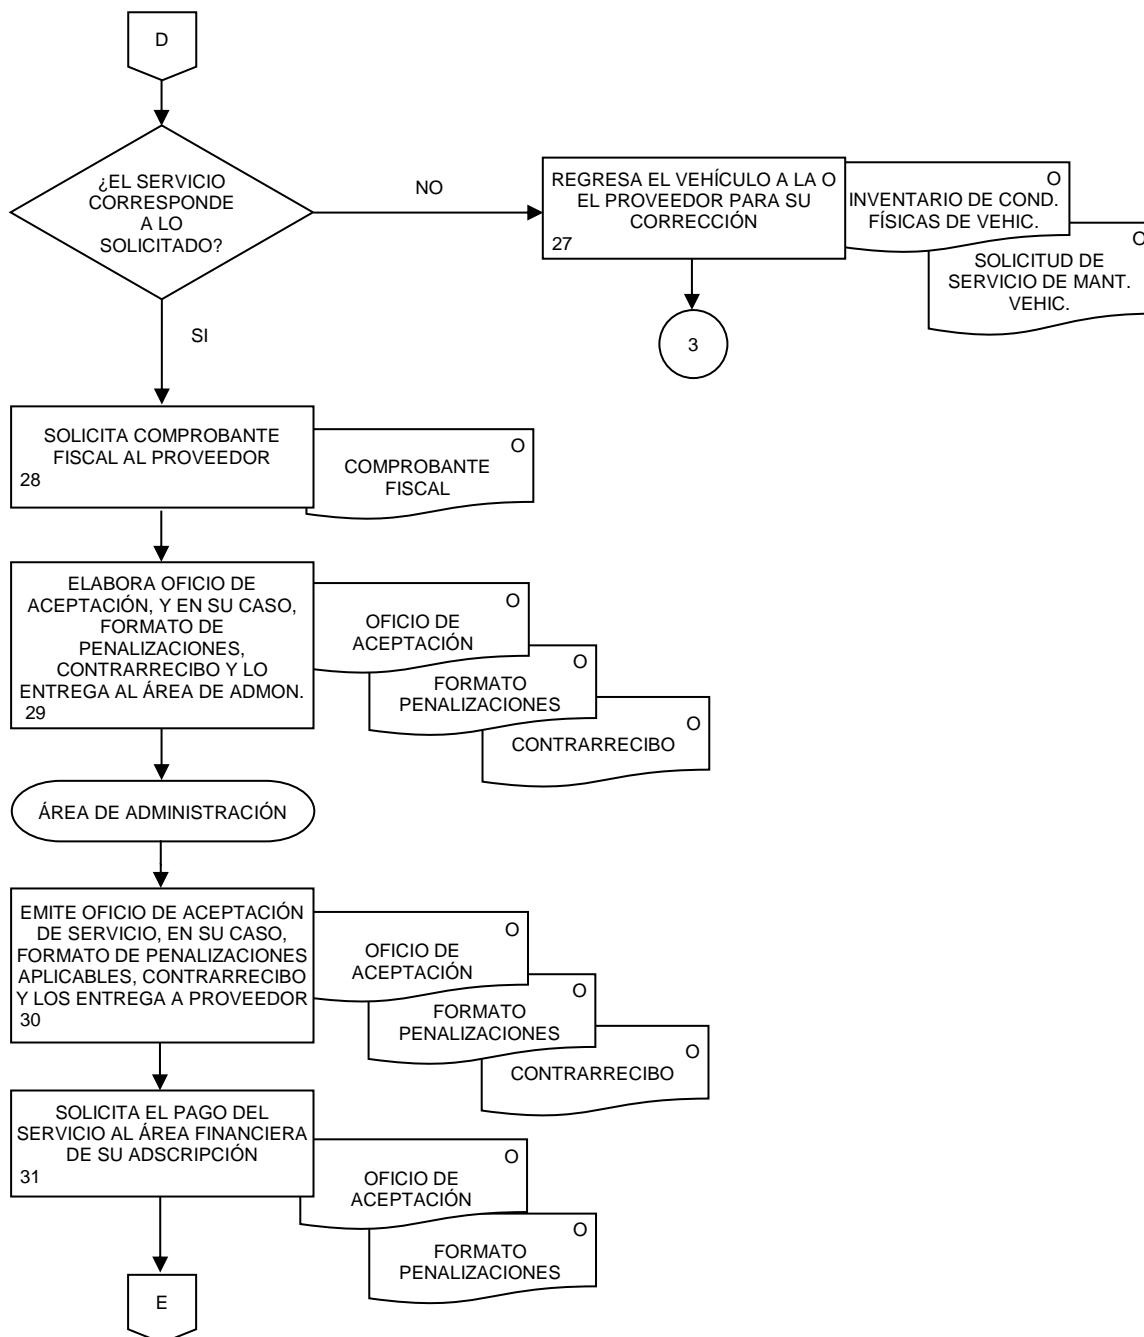 D
¿EL SERVICIO
CORRESPONDE
A LO
SOLICITADO?
NO
REGRESA EL VEHÍCULO A LA O
EL PROVEEDOR PARA SU
CORRECCIÓN
27
O
INVENTARIO DE COND.
FÍSICAS DE VEHIC.
O
SOLICITUD DE
SERVICIO DE MANT.
VEHIC.
3
SI
SOLICITA COMPROBANTE
FISCAL AL PROVEEDOR
28
O
COMPROBANTE
FISCAL
ELABORA OFICIO DE
ACEPTACIÓN, Y EN SU CASO,
FORMATO DE
PENALIZACIONES,
CONTRARRECIBO Y LO
ENTREGA AL ÁREA DE ADMON.
29
O
OFICIO DE
ACEPTACIÓN
O
FORMATO
PENALIZACIONES
O
CONTRARRECIBO
ÁREA DE ADMINISTRACIÓN
EMITE OFICIO DE ACEPTACIÓN
DE SERVICIO, EN SU CASO,
FORMATO DE PENALIZACIONES
APLICABLES, CONTRARRECIBO
Y LOS ENTREGA A PROVEEDOR
30
O
OFICIO DE
ACEPTACIÓN
O
FORMATO
PENALIZACIONES
O
CONTRARRECIBO
SOLICITA EL PAGO DEL
SERVICIO AL ÁREA FINANCIERA
DE SU ADSCRIPCIÓN
31
O
OFICIO DE
ACEPTACIÓN
O
FORMATO
PENALIZACIONES
E